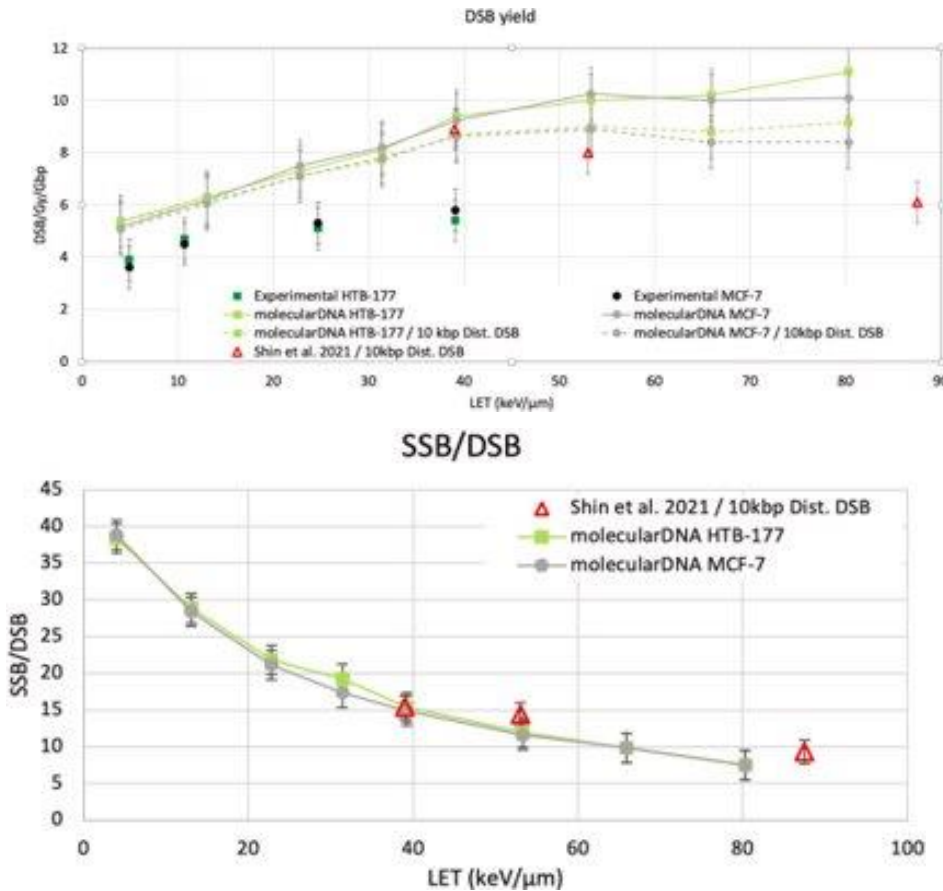 DSB yield
12
10
8
6
4
2
0
DSB/Gy/Gbp
Experimental HTB-177
Experimental MCF-7
molecularDNA HTB-177
molecularDNA MCF-7
molecularDNA HTB-177 / 10 kbp Dist. DSB
molecularDNA MCF-7 / 10kbp Dist. DSB
Shin et al. 2021 / 10kbp Dist. DSB
0 10 20 30 40 50 60 70 80 90
LET (keV/μm)
SSB/DSB
45
40
35
30
25
20
15
10
5
0
SSB/DSB
Shin et al. 2021 / 10kbp Dist. DSB
molecularDNA HTB-177
molecularDNA MCF-7
0 20 40 60 80 100
LET (keV/μm)